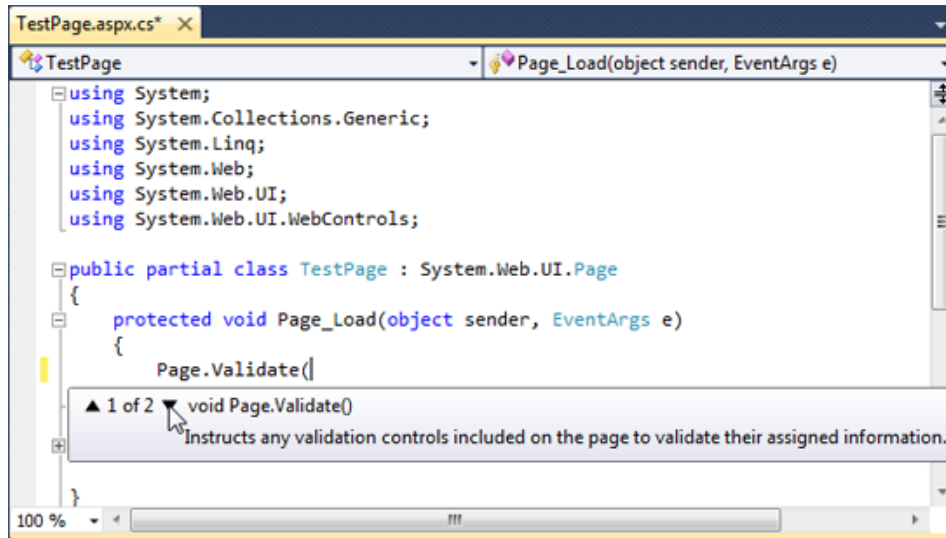 TestPage.aspx.cs*
TestPage Page_Load(object sender, EventArgs e)
using System;
using System.Collections.Generic;
using System.Linq;
using System.Web;
using System.Web.UI;
using System.Web.UI.WebControls;
public partial class TestPage : System.Web.UI.Page
{
protected void Page_Load(object sender, EventArgs e)
{
Page.Validate(
▲ 1 of 2 ▼ void Page.Validate()
Instructs any validation controls included on the page to validate their assigned information.
}
100 %